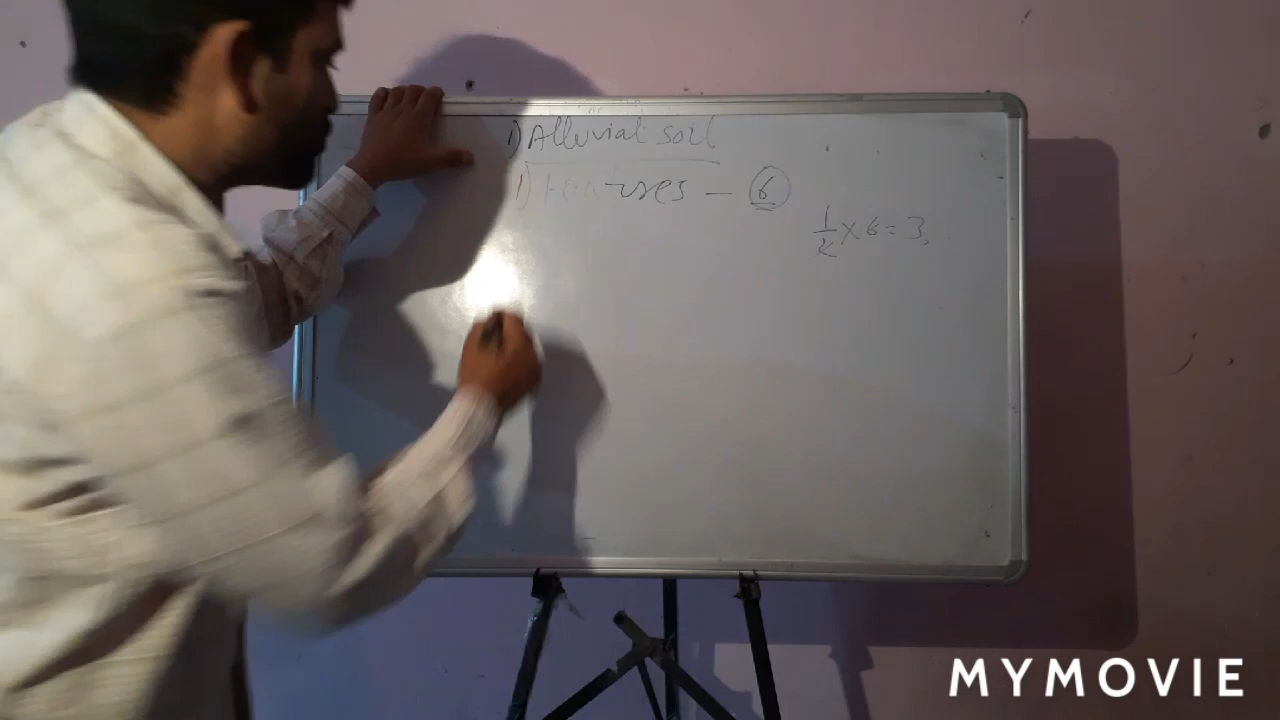 1) Alluvial soil
1) Features - 6
1/2 × 6 = 3.
MYMOVIE